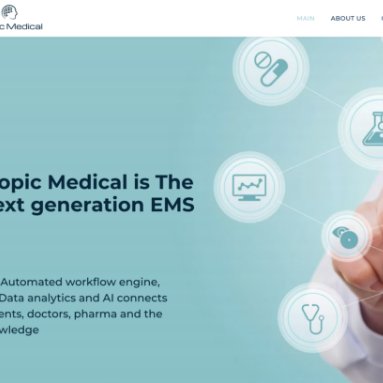 c Medical
MAIN
ABOUT US
opic Medical is The
ext generation EMS
Automated workflow engine,
Data analytics and AI connects
ents, doctors, pharma and the
wledge